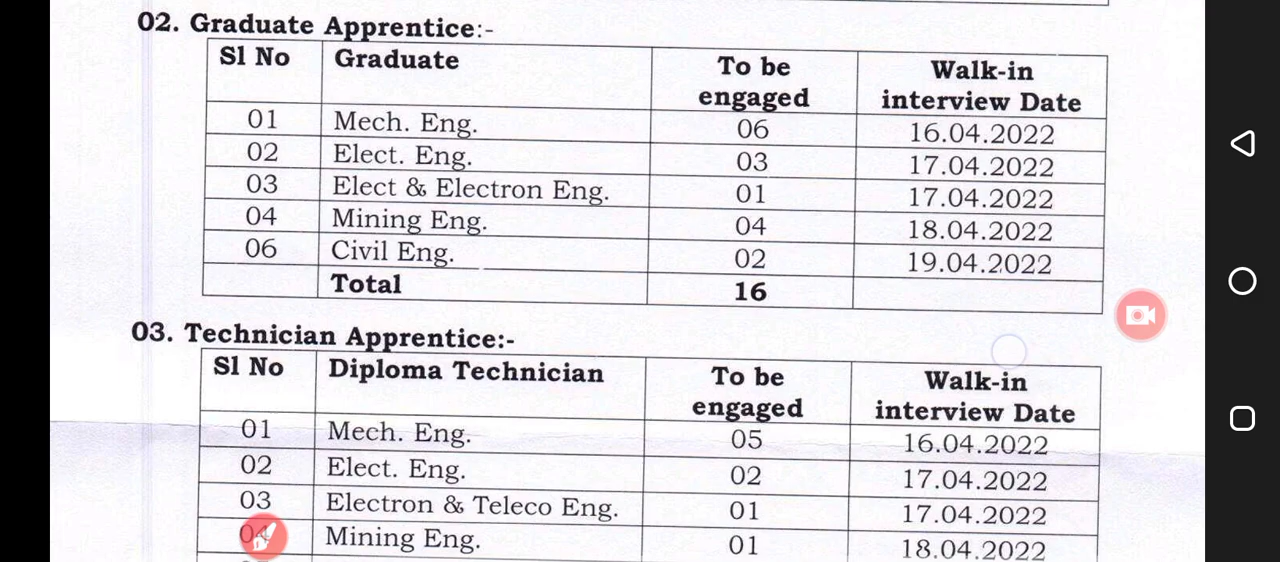 02. Graduate Apprentice:-
Sl No Graduate To be engaged Walk-in interview Date
01 Mech. Eng. 06 16.04.2022
02 Elect. Eng. 03 17.04.2022
03 Elect & Electron Eng. 01 17.04.2022
04 Mining Eng. 04 18.04.2022
06 Civil Eng. 02 19.04.2022
Total 16
03. Technician Apprentice:-
Sl No Diploma Technician To be engaged Walk-in interview Date
01 Mech. Eng. 05 16.04.2022
02 Elect. Eng. 02 17.04.2022
03 Electron & Teleco Eng. 01 17.04.2022
04 Mining Eng. 01 18.04.2022